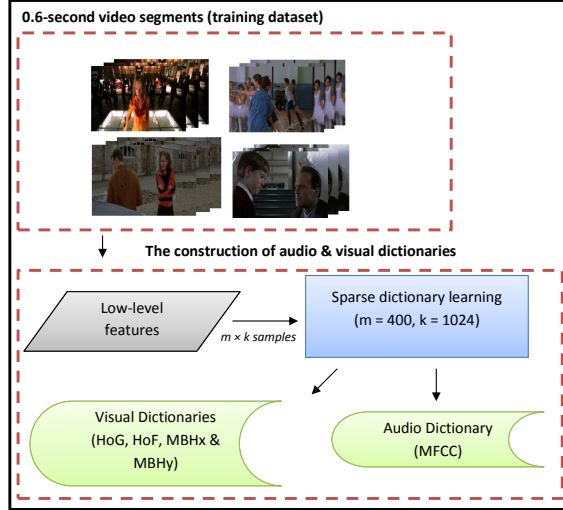 0.6-second video segments (training dataset)
The construction of audio & visual dictionaries
Low-level
features
m × k samples
Sparse dictionary learning
(m = 400, k = 1024)
Visual Dictionaries
(HoG, HoF, MBHx &
MBHy)
Audio Dictionary
(MFCC)